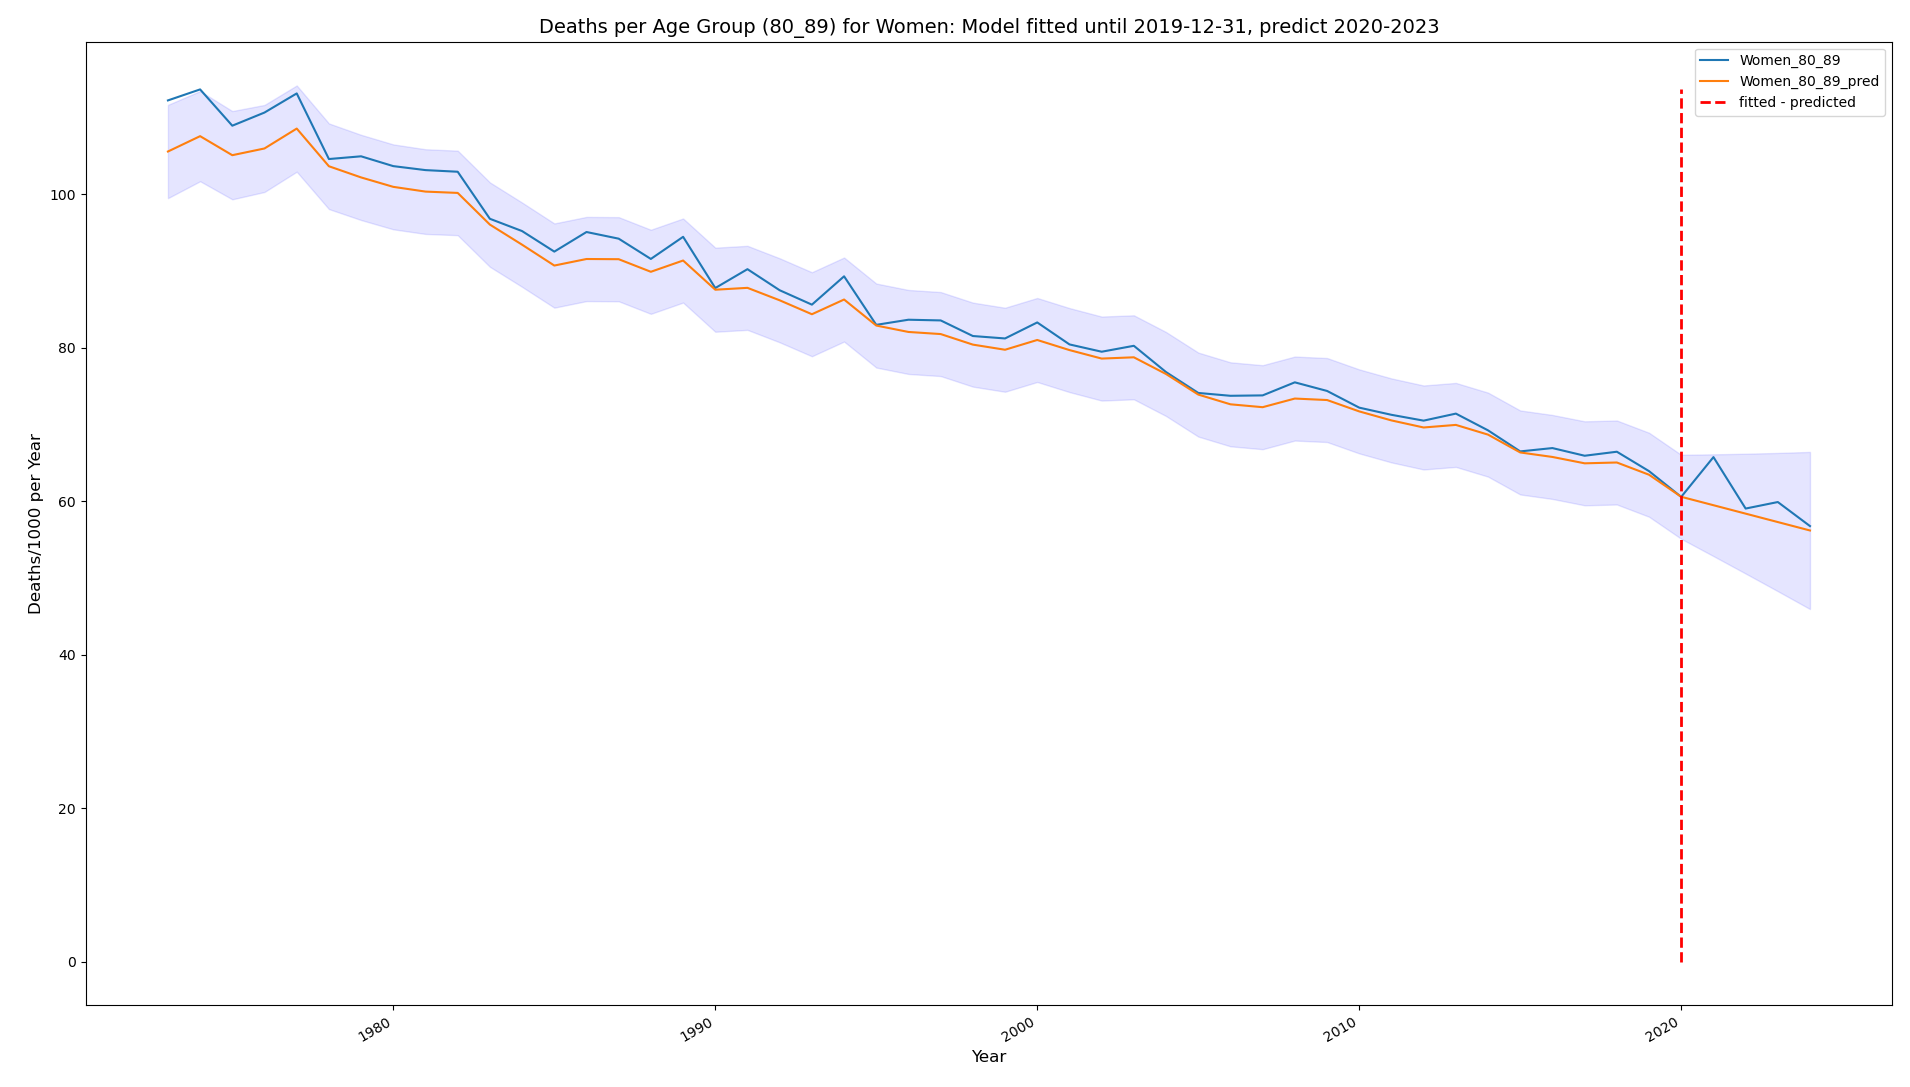 Deaths per Age Group (80_89) for Women: Model fitted until 2019-12-31, predict 2020-2023
Women_80_89
Women_80_89_pred
fitted - predicted
Deaths/1000 per Year
100
80
60
40
20
0
1980
1990
2000
2010
2020
Year